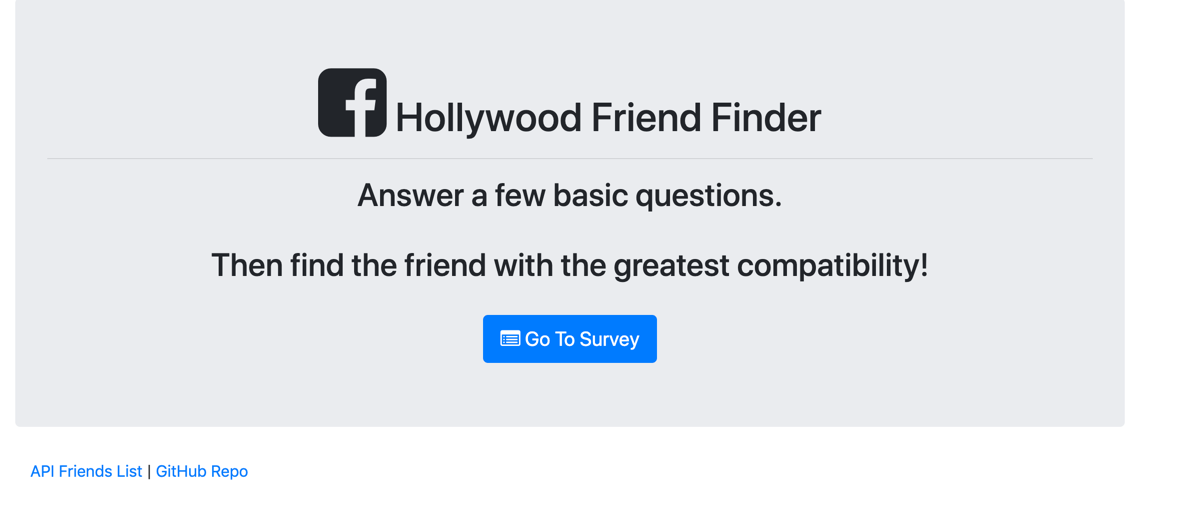 Hollywood Friend Finder
Answer a few basic questions.
Then find the friend with the greatest compatibility!
Go To Survey
API Friends List | GitHub Repo